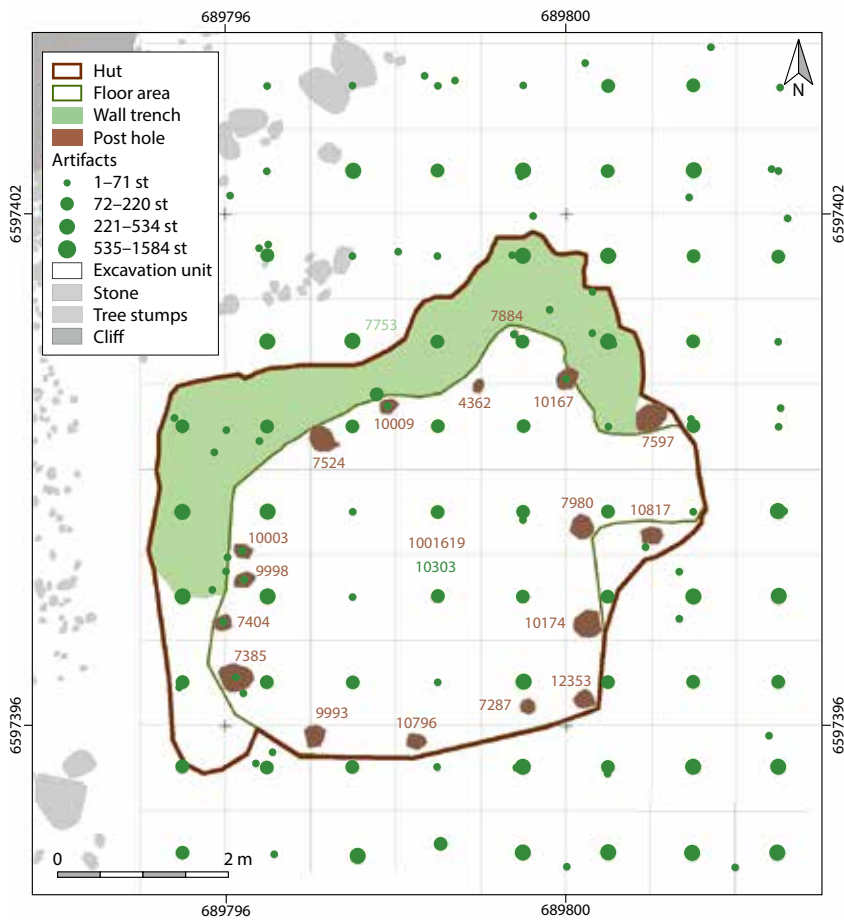 689796
689800
Hut
Floor area
Wall trench
Post hole
Artifacts
1–71 st
72–220 st
221–534 st
535–1584 st
Excavation unit
Stone
Tree stumps
Cliff
N
6597402
6597402
7884
7753
4362
10167
10009
7597
7524
7980
10817
10003
1001619
9998
10303
7404
10174
7385
12353
7287
9993
10796
6597396
6597396
0
2 m
689796
689800